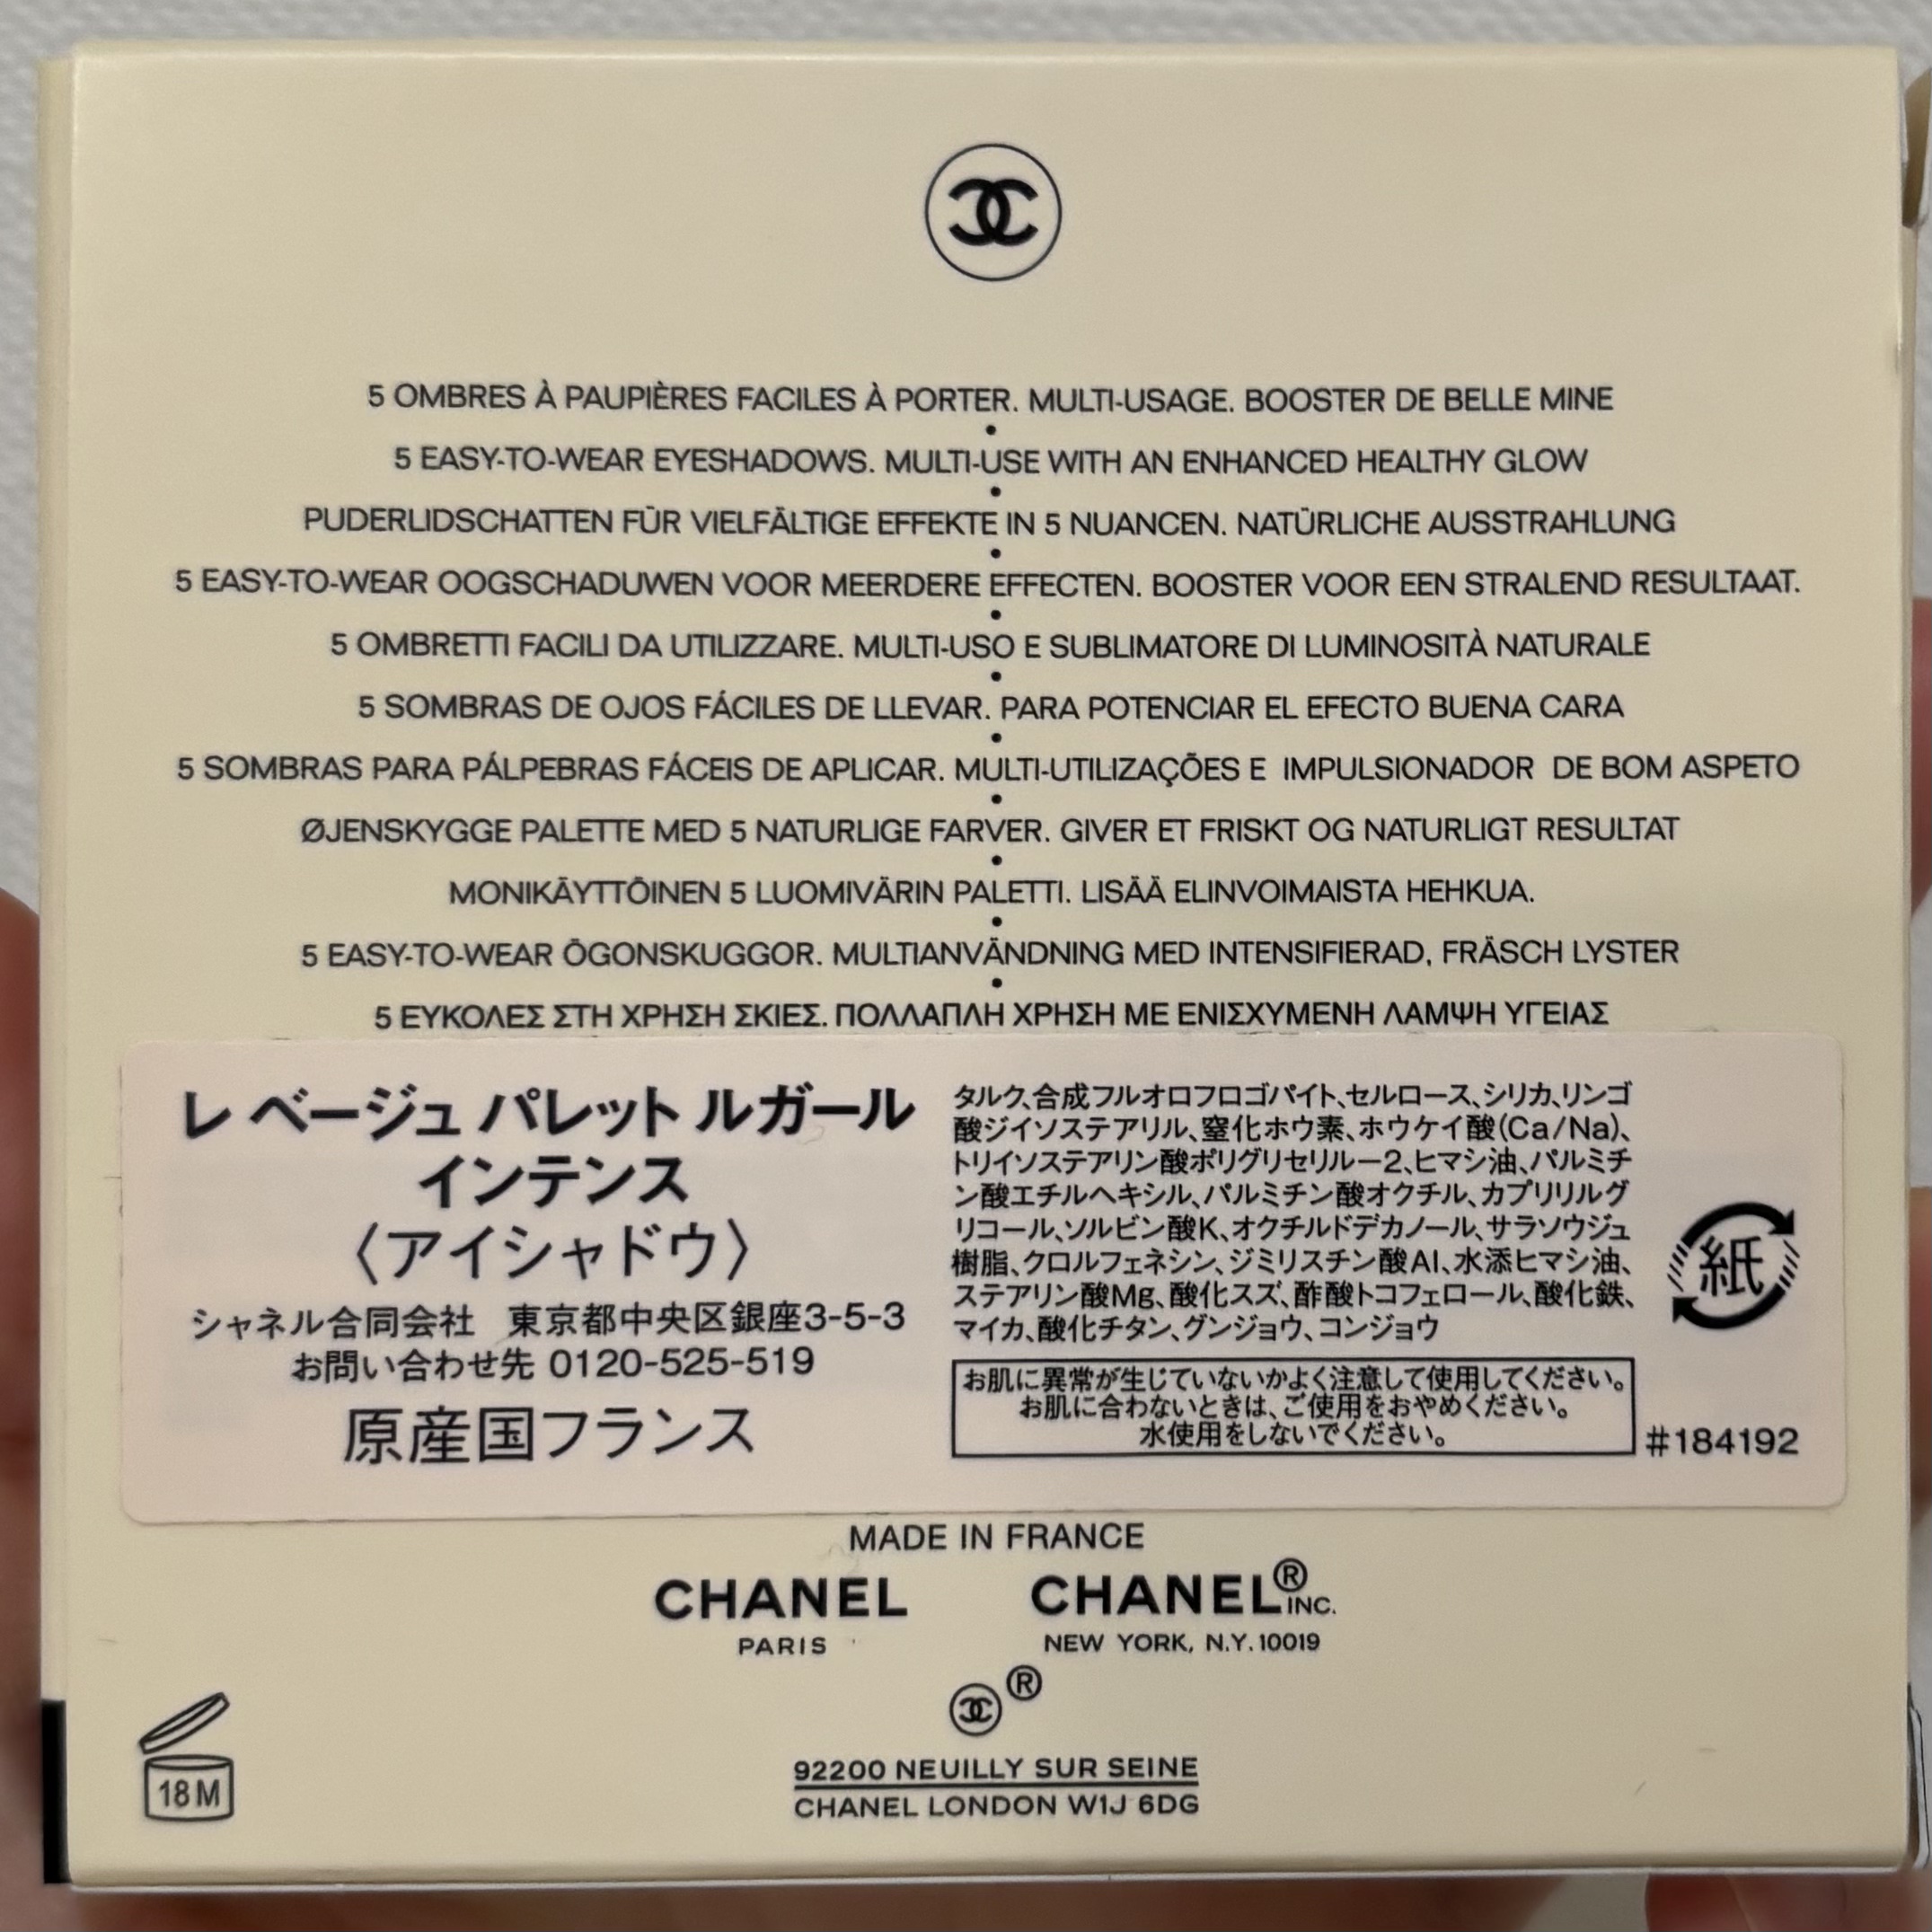 5 OMBRES À PAUPIÈRES FACILES À PORTER. MULTI-USAGE. BOOSTER DE BELLE MINE
•
5 EASY-TO-WEAR EYESHADOWS. MULTI-USE WITH AN ENHANCED HEALTHY GLOW
•
PUDERLIDSCHATTEN FÜR VIELFÄLTIGE EFFEKTE IN 5 NUANCEN. NATÜRLICHE AUSSTRAHLUNG
•
5 EASY-TO-WEAR OOGSCHADUWEN VOOR MEERDERE EFFECTEN. BOOSTER VOOR EEN STRALEND RESULTAAT.
•
5 OMBRETTI FACILI DA UTILIZZARE. MULTI-USO E SUBLIMATORE DI LUMINOSITÀ NATURALE
•
5 SOMBRAS DE OJOS FÁCILES DE LLEVAR. PARA POTENCIAR EL EFECTO BUENA CARA
•
5 SOMBRAS PARA PÁLPEBRAS FÁCEIS DE APLICAR. MULTI-UTILIZAÇÕES E IMPULSIONADOR DE BOM ASPETO
•
ØJENSKYGGE PALETTE MED 5 NATURLIGE FARVER. GIVER ET FRISKT OG NATURLIGT RESULTAT
•
MONIKÄYTTÖINEN 5 LUOMIVÄRIN PALETTI. LISÄÄ ELINVOIMAISTA HEHKUA.
•
5 EASY-TO-WEAR ÖGONSKUGGOR. MULTIANVÄNDNING MED INTENSIFIERAD, FRÄSCH LYSTER
•
5 ΕΥΚΟΛΕΣ ΣΤΗ ΧΡΗΣΗ ΣΚΙΕΣ. ΠΟΛΛΑΠΛΗ ΧΡΗΣΗ ΜΕ ΕΝΙΣΧΥΜΕΝΗ ΛΑΜΨΗ ΥΓΕΙΑΣ
レ ベージュ パレット ルガール
インテンス
〈アイシャドウ〉
シャネル合同会社 東京都中央区銀座3-5-3
お問い合わせ先 0120-525-519
原産国フランス
タルク、合成フルオロフロゴパイト、セルロース、シリカ、リンゴ
酸ジイソステアリル、窒化ホウ素、ホウケイ酸(Ca/Na)、
トリイソステアリン酸ポリグリセリル-2、ヒマシ油、パルミチ
ン酸エチルヘキシル、パルミチン酸オクチル、カプリリルグ
リコール、ソルビン酸K、オクチルドデカノール、サラソウジュ
樹脂、クロルフェネシン、ジミリスチン酸Al、水添ヒマシ油、
ステアリン酸Mg、酸化スズ、酢酸トコフェロール、酸化鉄、
マイカ、酸化チタン、グンジョウ、コンジョウ
お肌に異常が生じていないかよく注意して使用してください。
お肌に合わないときは、ご使用をおやめください。
水使用をしないでください。
紙
#184192
MADE IN FRANCE
CHANEL
PARIS
CHANEL® INC.
NEW YORK, N.Y. 10019
®
18 M
92200 NEUILLY SUR SEINE
CHANEL LONDON W1J 6DG